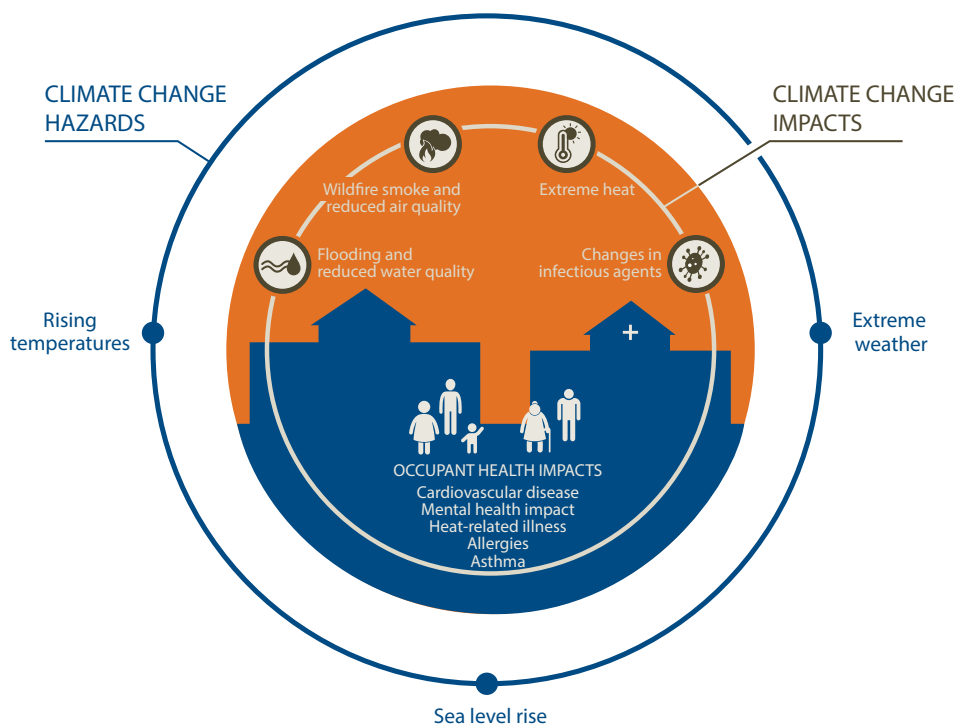 CLIMATE CHANGE
HAZARDS
CLIMATE CHANGE
IMPACTS
Wildfire smoke and
reduced air quality
Extreme heat
Flooding and
reduced water quality
Changes in
infectious agents
Rising
temperatures
Extreme
weather
OCCUPANT HEALTH IMPACTS
Cardiovascular disease
Mental health impact
Heat-related illness
Allergies
Asthma
Sea level rise